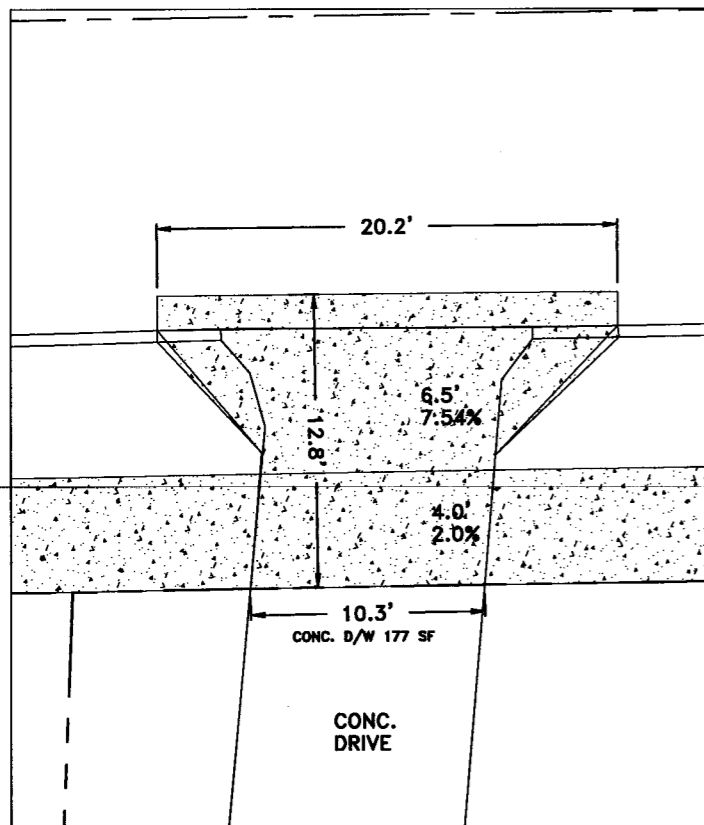 20.2'
6.5'
7.54%
12.8'
4.0'
2.0%
10.3'
CONC. D/W 177 SF
CONC.
DRIVE